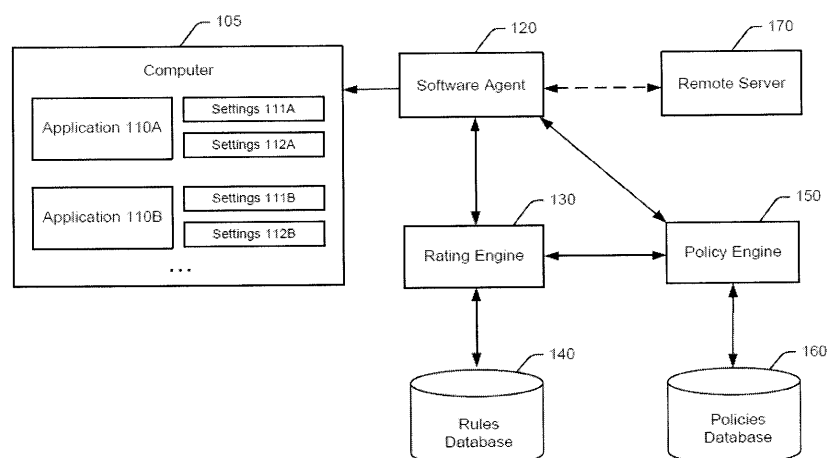 105
120
170
Computer
Software Agent
Remote Server
Application 110A
Settings 111A
Settings 112A
Application 110B
Settings 111B
Settings 112B
...
130
150
Rating Engine
Policy Engine
140
160
Rules
Database
Policies
Database